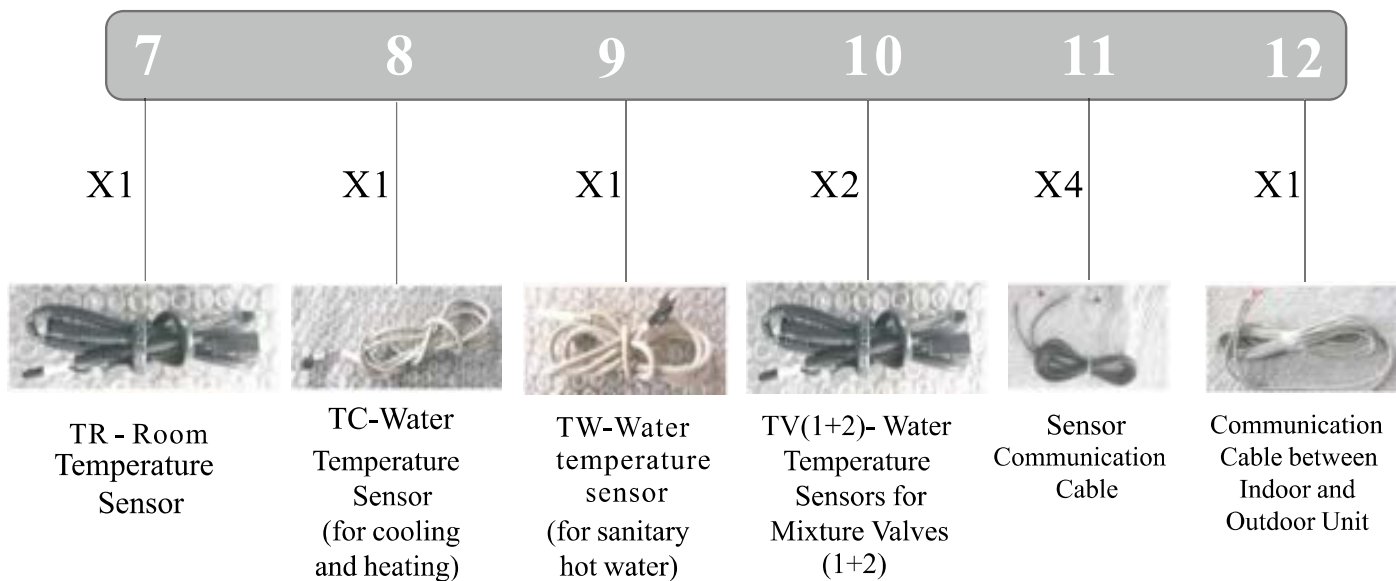 7 8 9 10 11 12
X1 X1 X1 X2 X4 X1
TR - Room
Temperature
Sensor
TC-Water
Temperature
Sensor
(for cooling
and heating)
TW-Water
temperature
sensor
(for sanitary
hot water)
TV(1+2)- Water
Temperature
Sensors for
Mixture Valves
(1+2)
Sensor
Communication
Cable
Communication
Cable between
Indoor and
Outdoor Unit